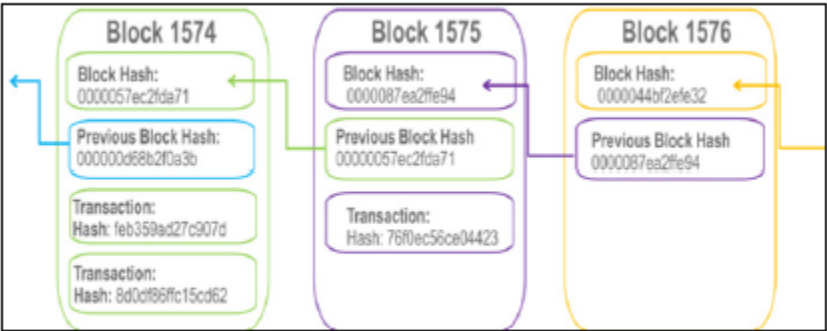 Block 1574
Block Hash:
0000057ec2fda71
Previous Block Hash:
000000d68b2f0a3b
Transaction:
Hash: feb359ad27c907d
Transaction:
Hash: 8d0df86ffc15cd62
Block 1575
Block Hash:
0000087ea2ffe94
Previous Block Hash
00000057ec2fda71
Transaction:
Hash: 76f0ec56ce04423
Block 1576
Block Hash:
0000044bf2efe32
Previous Block Hash
0000087ea2ffe94